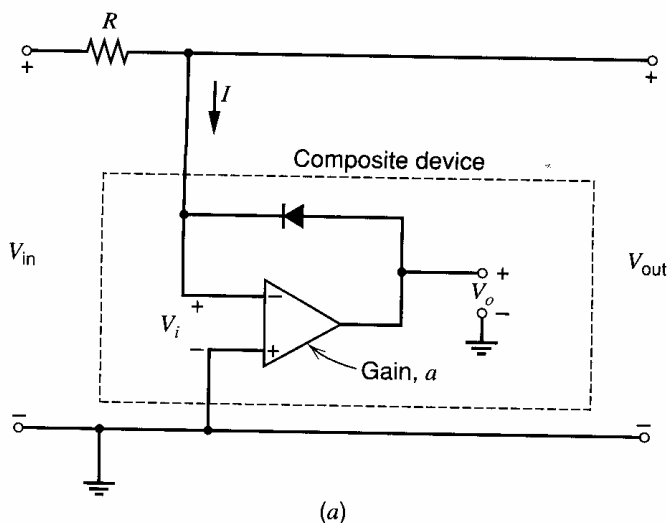 R
+
+
I
Composite device
V_in
+
−
V_i
−
+
+
V_o
−
V_out
Gain, a
−
−
(a)